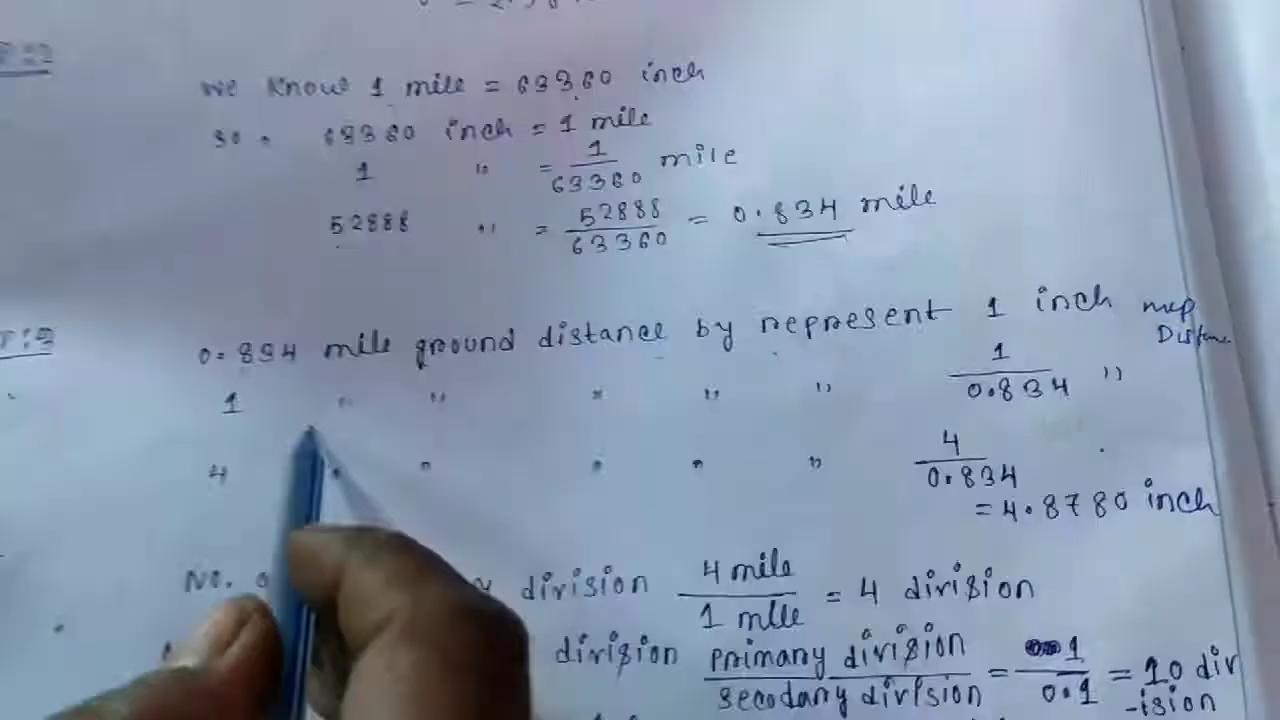 We know 1 mile = 63360 inch
so, 63360 inch = 1 mile
1 " = 1/63360 mile
52888 " = 52888/63360 = 0.834 mile
0.834 mile ground distance by represent 1 inch map Distance
1 " " " " " 1/0.834 "
4 " " " " " 4/0.834
= 4.8780 inch
No. division 4 mile/1 mile = 4 division
division primary division/secodary division = 1/0.1 = 10 div
-ision